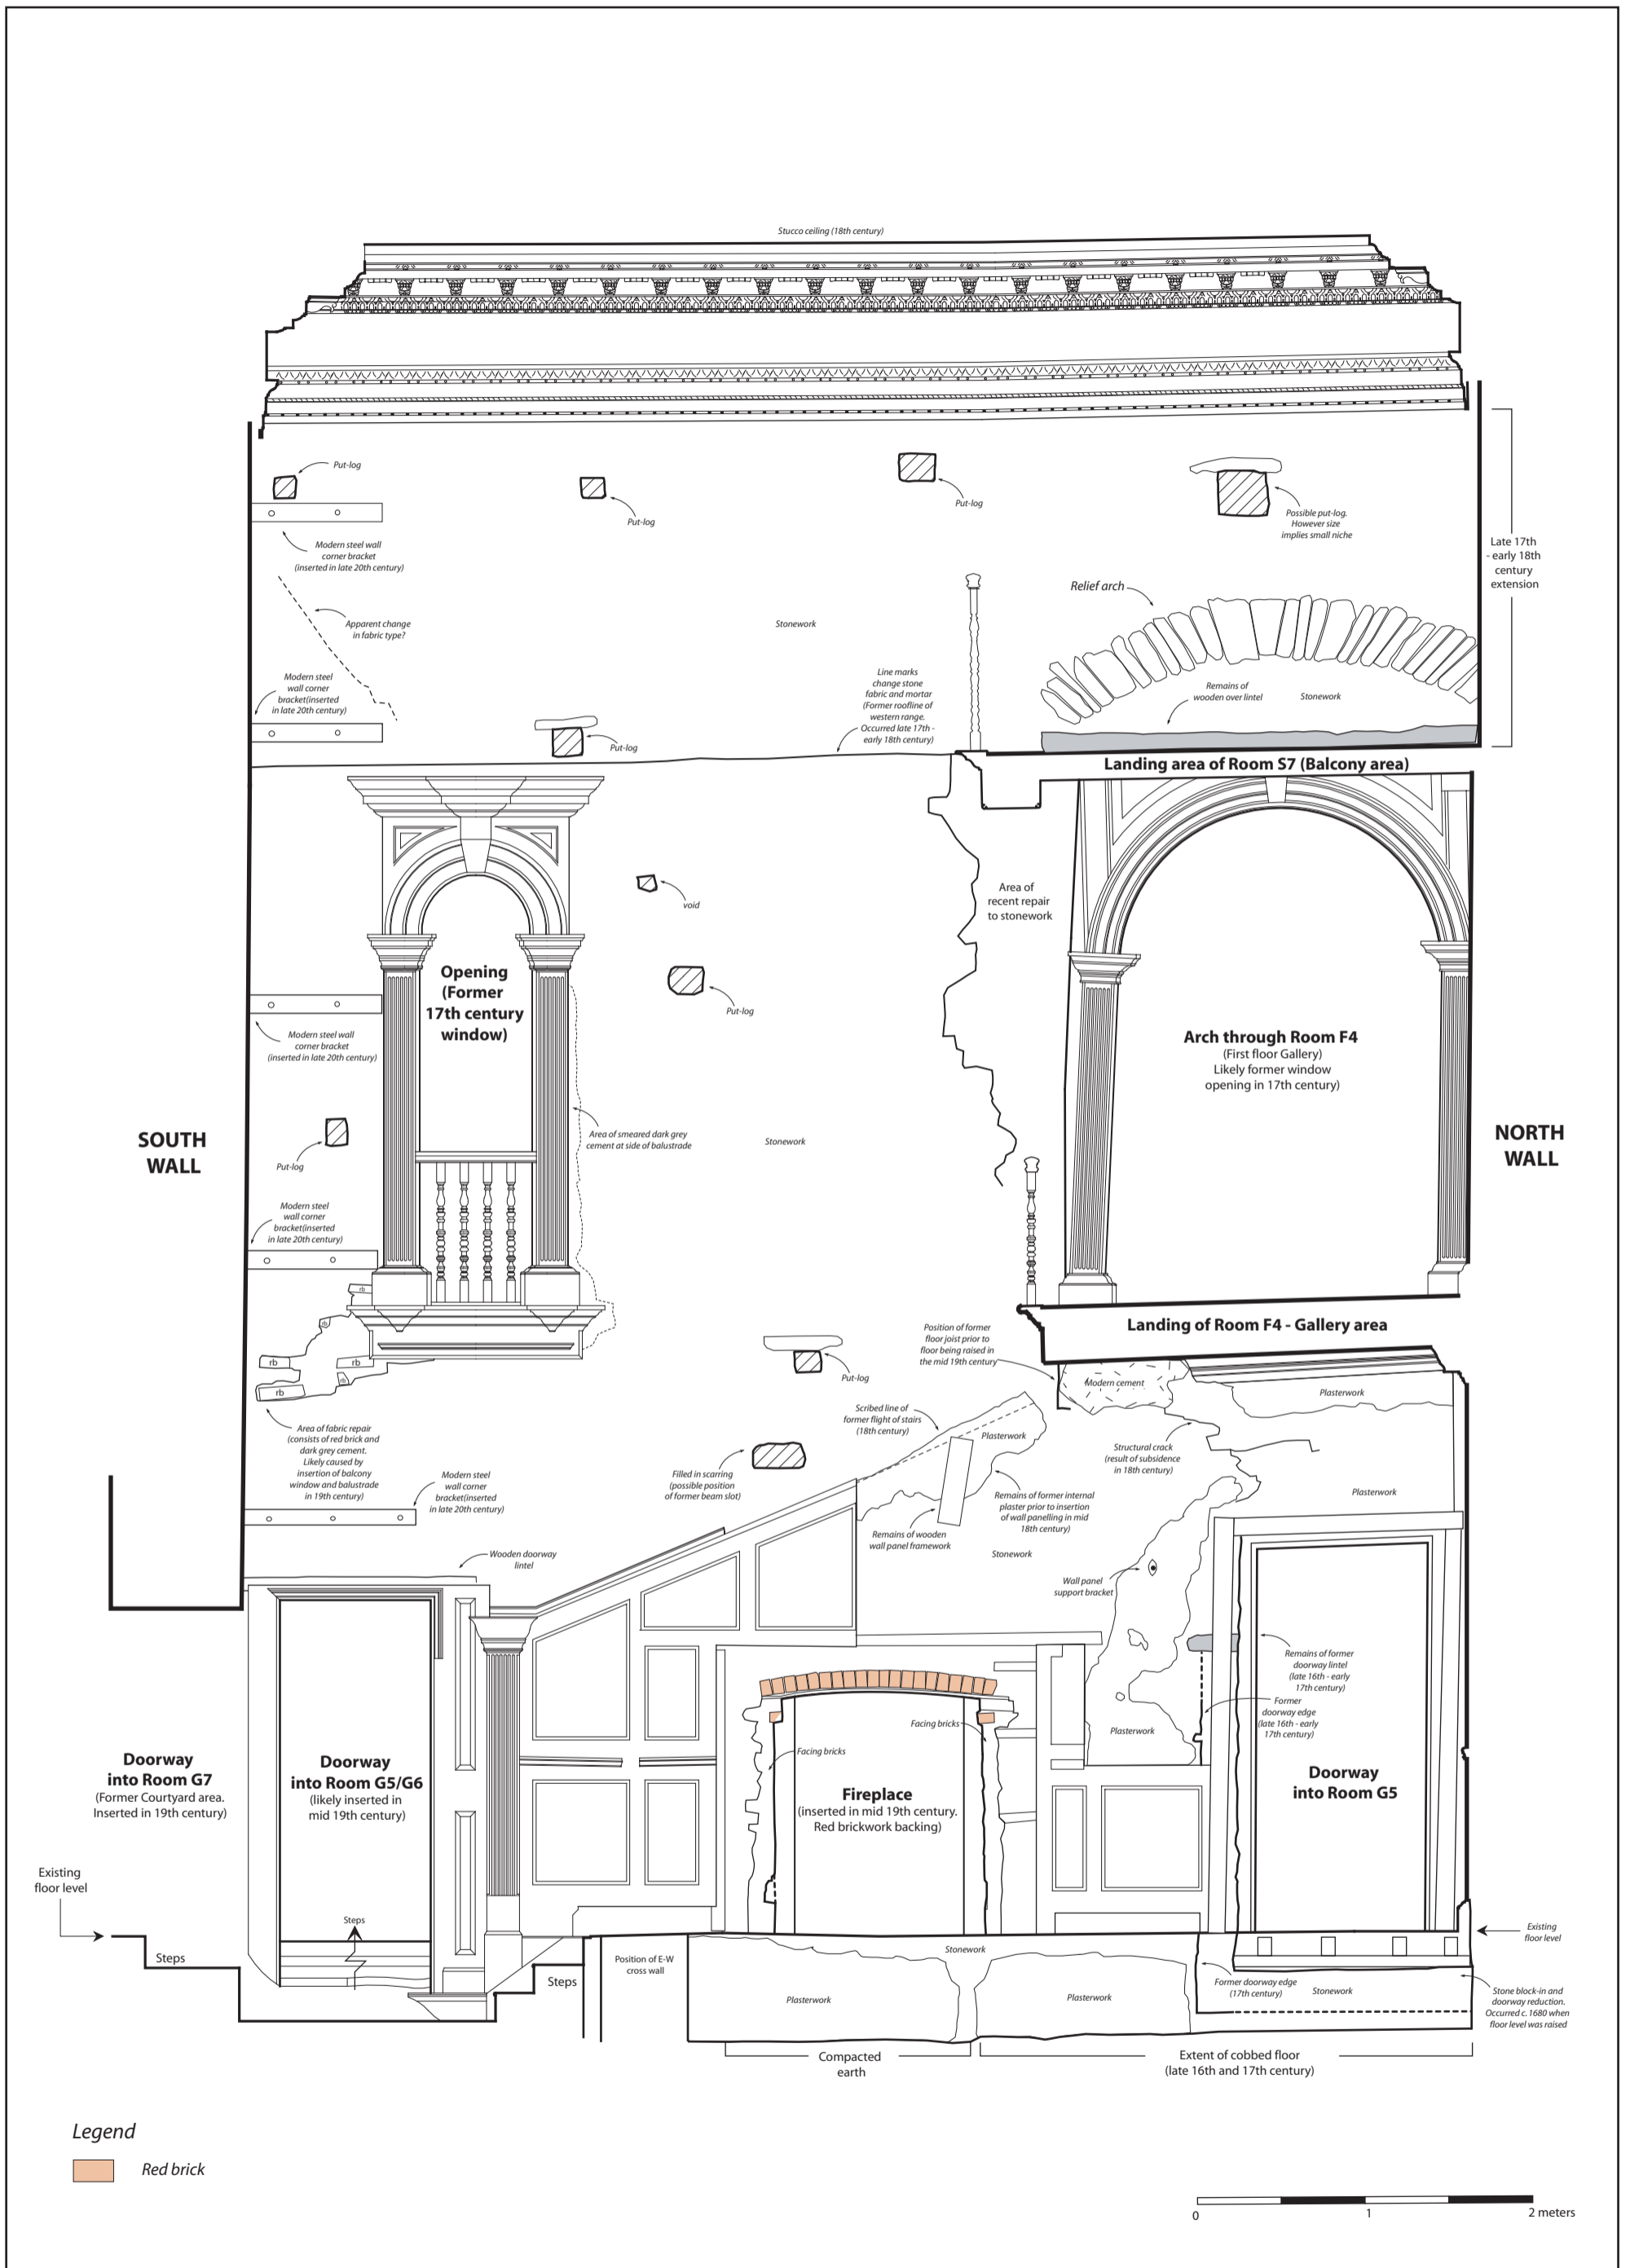 Stucco ceiling (18th century)
Put-log
Put-log
Put-log
Possible put-log.
However size
implies small niche
Modern steel wall
corner bracket
(inserted in late 20th century)
Late 17th
- early 18th
century
extension
Relief arch
Apparent change
in fabric type?
Stonework
Modern steel
wall corner
bracket(inserted
in late 20th century)
Line marks
change stone
fabric and mortar
(Former roofline of
western range.
Occurred late 17th -
early 18th century)
Remains of
wooden over lintel
Stonework
Put-log
Landing area of Room S7 (Balcony area)
void
Area of
recent repair
to stonework
Opening
(Former
17th century
window)
Put-log
Modern steel wall
corner bracket
(inserted in late 20th century)
Arch through Room F4
(First floor Gallery)
Likely former window
opening in 17th century)
SOUTH
WALL
Put-log
Area of smeared dark grey
cement at side of balustrade
Stonework
NORTH
WALL
Modern steel
wall corner
bracket(inserted
in late 20th century)
rb
rb
rb
rb
rb
rb
Landing of Room F4 - Gallery area
Position of former
floor joist prior to
floor being raised in
the mid 19th century
Put-log
Modern cement
Plasterwork
Scribed line of
former flight of stairs
(18th century)
Plasterwork
Area of fabric repair
(consists of red brick and
dark grey cement.
Likely caused by
insertion of balcony
window and balustrade
in 19th century)
Structural crack
(result of subsidence
in 18th century)
Modern steel
wall corner
bracket(inserted
in late 20th century)
Filled in scarring
(possible position
of former beam slot)
Remains of former internal
plaster prior to insertion
of wall panelling in mid
18th century)
Plasterwork
Remains of wooden
wall panel framework
Stonework
Wooden doorway
lintel
Wall panel
support bracket
Remains of former
doorway lintel
(late 16th - early
17th century)
Former
doorway edge
(late 16th - early
17th century)
Facing bricks
Plasterwork
Facing bricks
Doorway
into Room G7
(Former Courtyard area.
Inserted in 19th century)
Doorway
into Room G5/G6
(likely inserted in
mid 19th century)
Fireplace
(inserted in mid 19th century.
Red brickwork backing)
Doorway
into Room G5
Existing
floor level
Steps
Existing
floor level
Steps
Steps
Position of E-W
cross wall
Stonework
Plasterwork
Plasterwork
Former doorway edge
(17th century)
Stonework
Stone block-in and
doorway reduction.
Occurred c. 1680 when
floor level was raised
Compacted
earth
Extent of cobbed floor
(late 16th and 17th century)
Legend
Red brick
0
1
2 meters